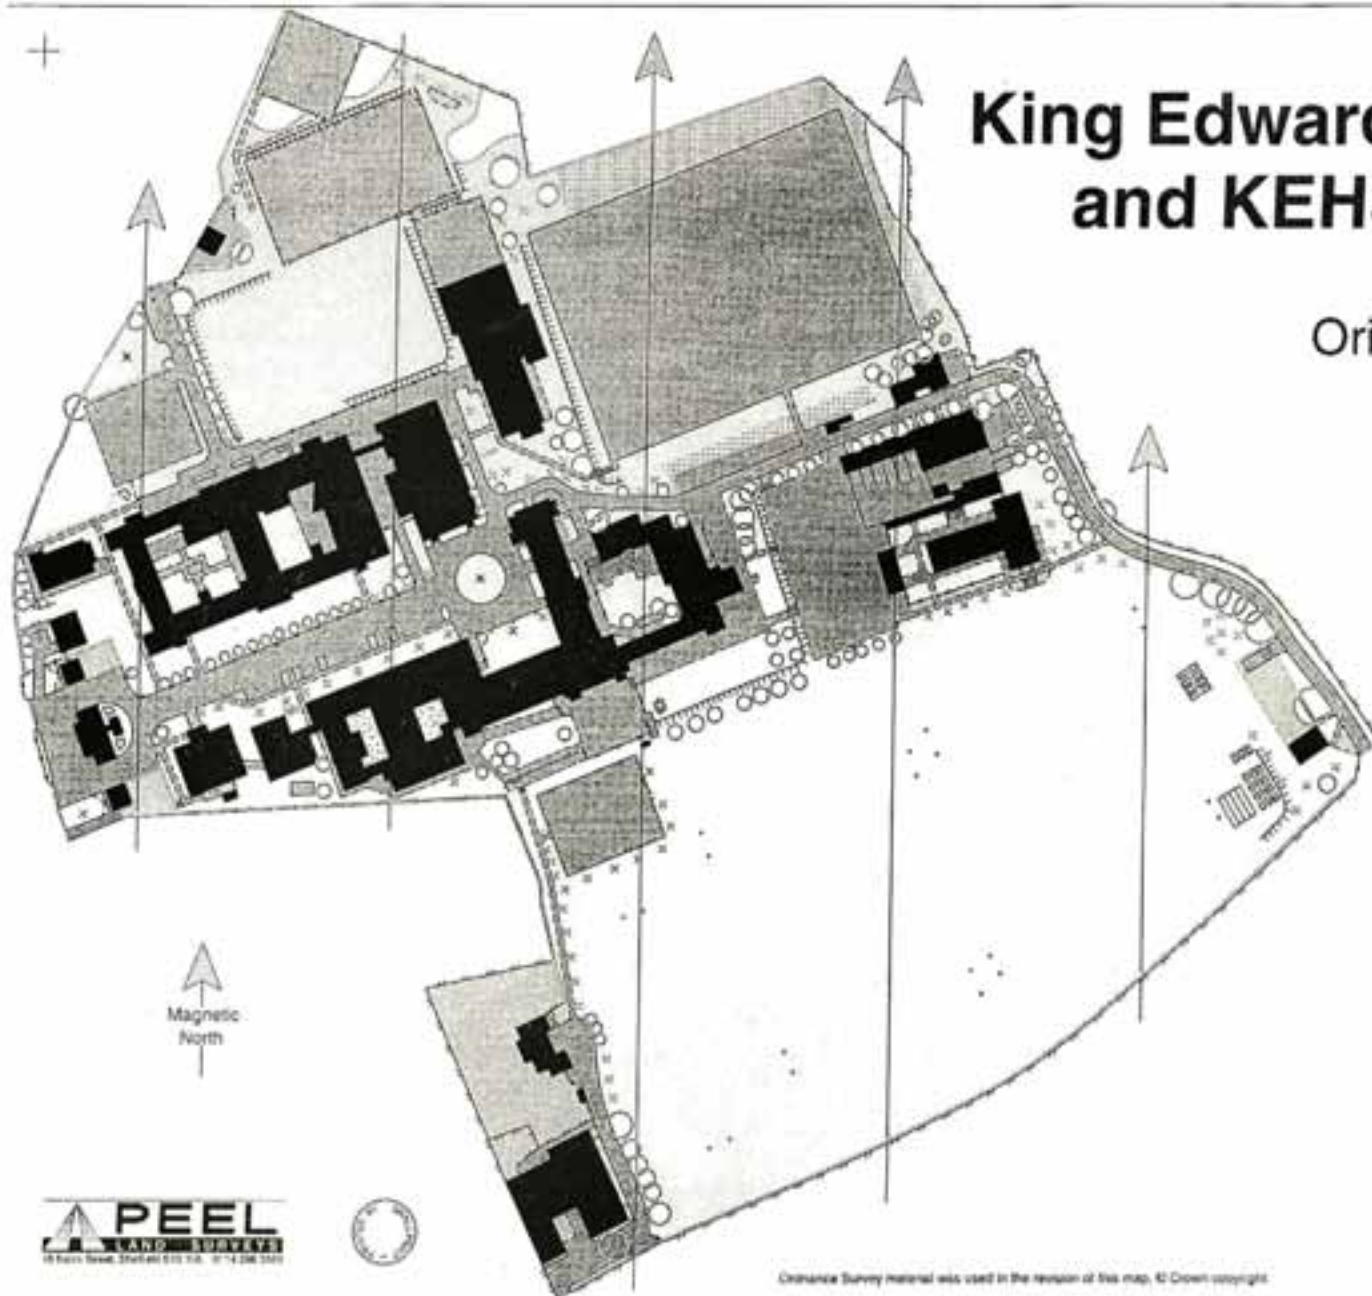 King Edward
and KEH
Ori
Magnetic
North
PEEL
LAND SURVEYS
Ordnance Survey material was used in the revision of this map, © Crown copyright